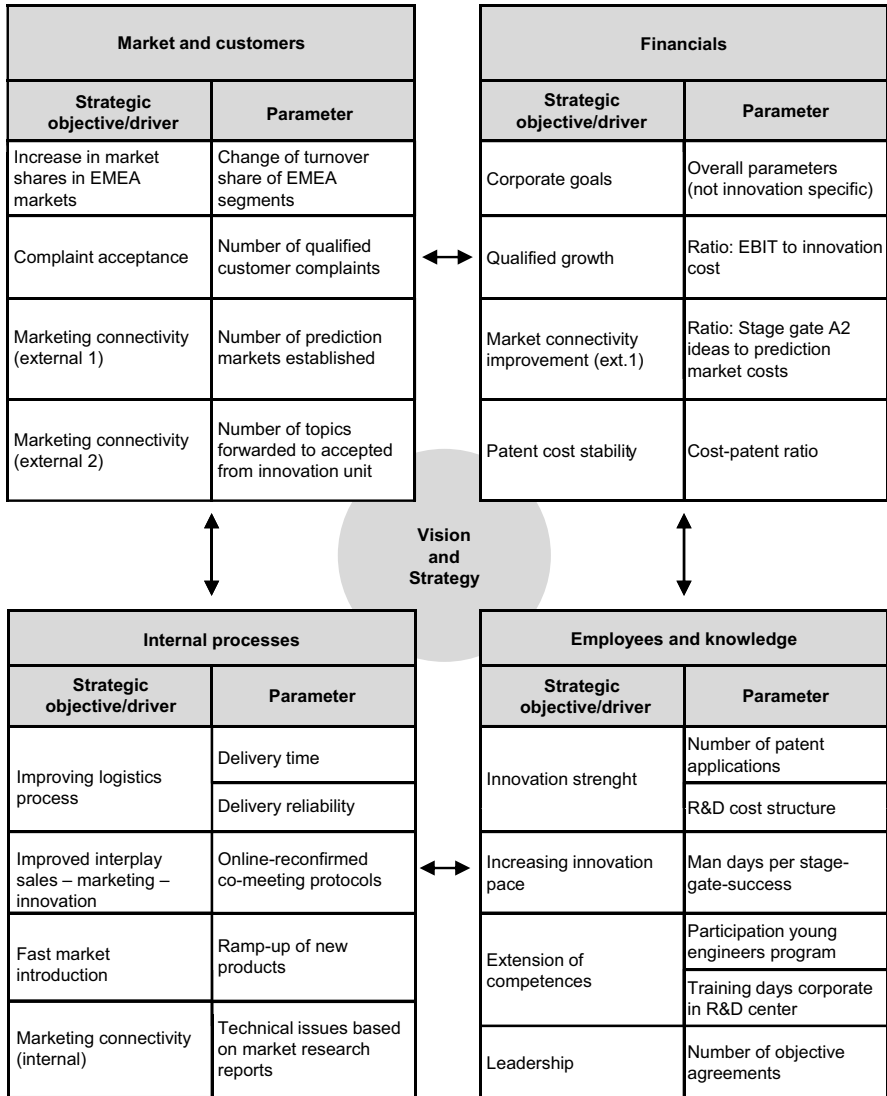 Market and customers
Strategic
objective/driver
Parameter
Increase in market
shares in EMEA
markets
Change of turnover
share of EMEA
segments
Complaint acceptance
Number of qualified
customer complaints
Marketing connectivity
(external 1)
Number of prediction
markets established
Marketing connectivity
(external 2)
Number of topics
forwarded to accepted
from innovation unit
Financials
Strategic
objective/driver
Parameter
Corporate goals
Overall parameters
(not innovation specific)
Qualified growth
Ratio: EBIT to innovation
cost
Market connectivity
improvement (ext.1)
Ratio: Stage gate A2
ideas to prediction
market costs
Patent cost stability
Cost-patent ratio
Vision
and
Strategy
Internal processes
Strategic
objective/driver
Parameter
Improving logistics
process
Delivery time
Delivery reliability
Improved interplay
sales – marketing –
innovation
Online-reconfirmed
co-meeting protocols
Fast market
introduction
Ramp-up of new
products
Marketing connectivity
(internal)
Technical issues based
on market research
reports
Employees and knowledge
Strategic
objective/driver
Parameter
Innovation strenght
Number of patent
applications
R&D cost structure
Increasing innovation
pace
Man days per stage-
gate-success
Extension of
competences
Participation young
engineers program
Training days corporate
in R&D center
Leadership
Number of objective
agreements